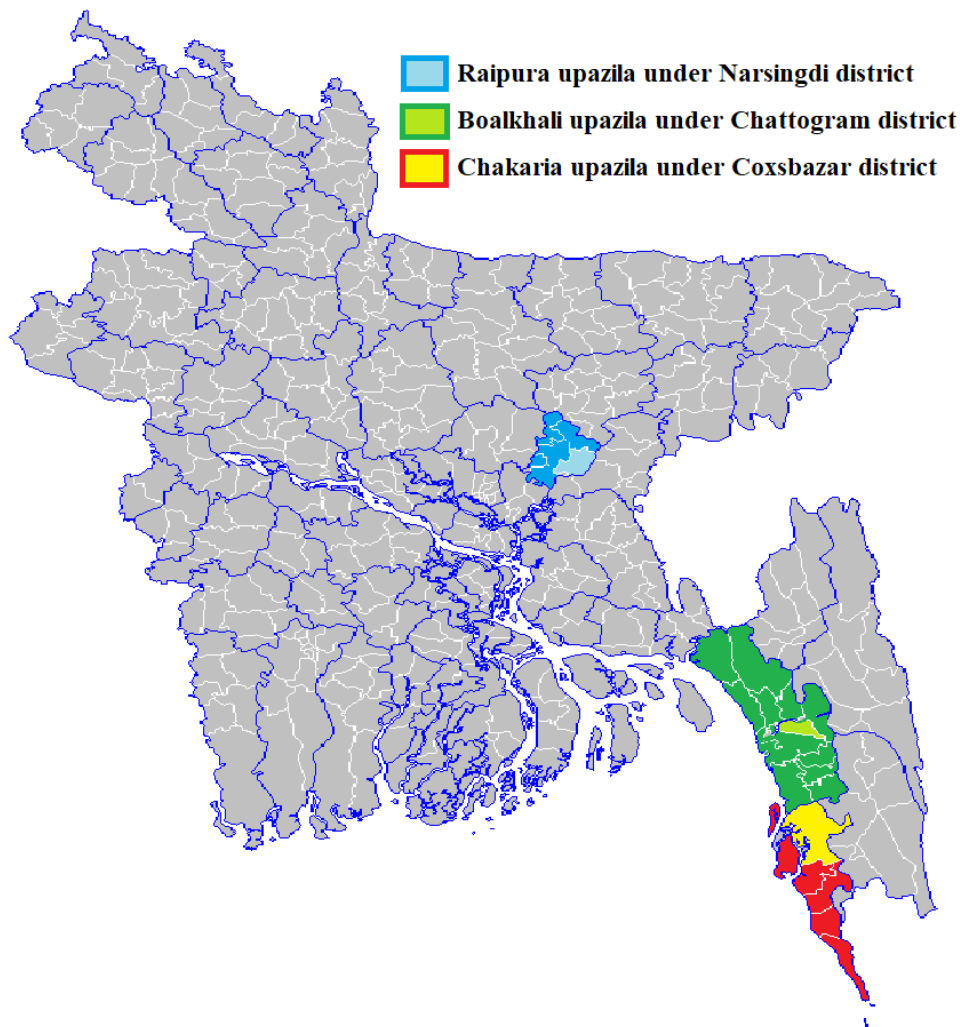 Raipura upazila under Narsingdi district
Boalkhali upazila under Chattogram district
Chakaria upazila under Coxsbazar district